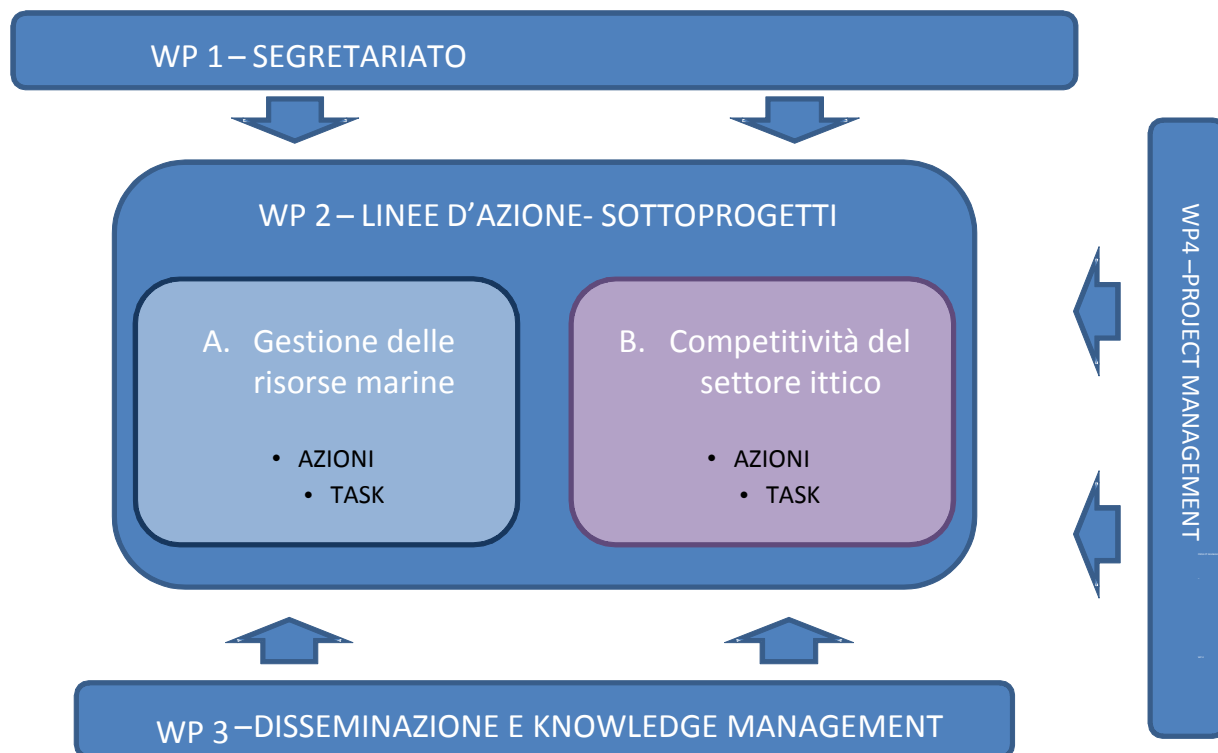 WP 1 – SEGRETARIATO
WP 2 – LINEE D’AZIONE- SOTTOPROGETTI
A. Gestione delle
risorse marine
• AZIONI
• TASK
B. Competitività del
settore ittico
• AZIONI
• TASK
WP4 –PROJECT MANAGEMENT
WP 3 –DISSEMINAZIONE E KNOWLEDGE MANAGEMENT